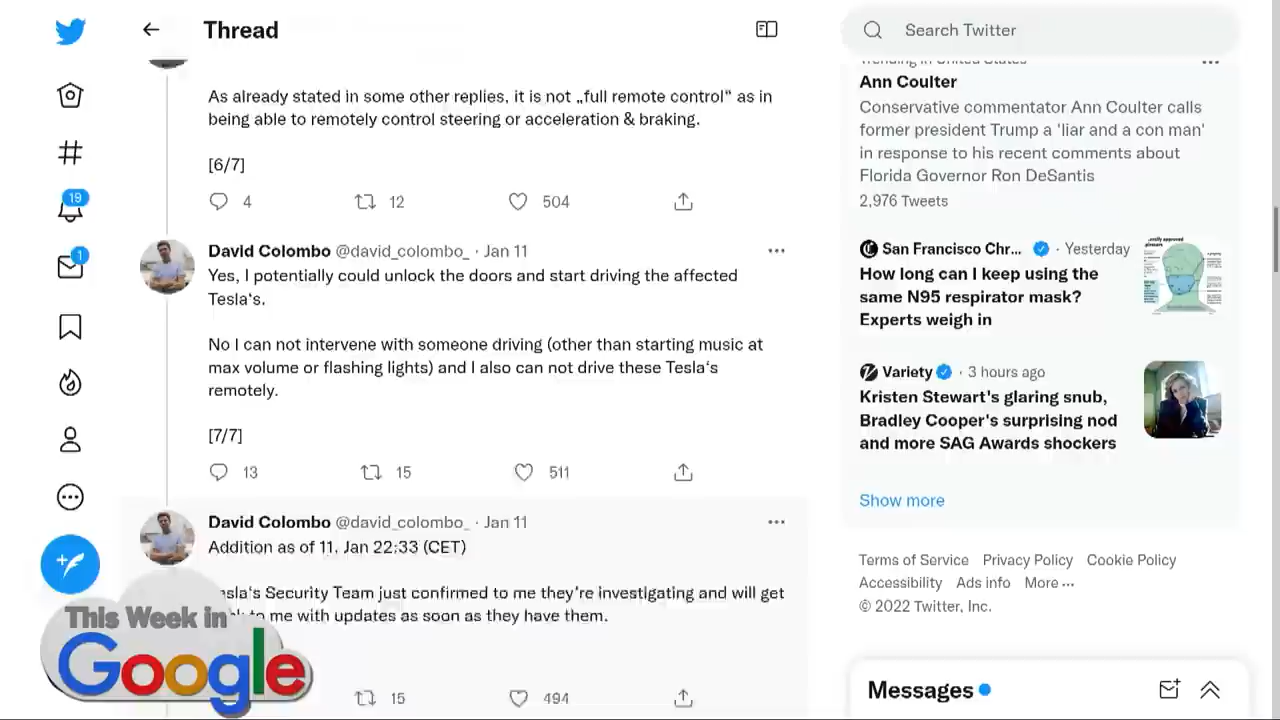 Thread
As already stated in some other replies, it is not „full remote control“ as in
being able to remotely control steering or acceleration & braking.
[6/7]
4 12 504
David Colombo @david_colombo_ · Jan 11
Yes, I potentially could unlock the doors and start driving the affected
Tesla‘s.
No I can not intervene with someone driving (other than starting music at
max volume or flashing lights) and I also can not drive these Tesla‘s
remotely.
[7/7]
13 15 511
David Colombo @david_colombo_ · Jan 11
Addition as of 11. Jan 22:33 (CET)
Security Team just confirmed to me they're investigating and will get
to me with updates as soon as they have them.
15 494
19
1
This Week in
Google
Search Twitter
Trending in United States
Ann Coulter
Conservative commentator Ann Coulter calls
former president Trump a 'liar and a con man'
in response to his recent comments about
Florida Governor Ron DeSantis
2,976 Tweets
San Francisco Chr... · Yesterday
How long can I keep using the
same N95 respirator mask?
Experts weigh in
Variety · 3 hours ago
Kristen Stewart's glaring snub,
Bradley Cooper's surprising nod
and more SAG Awards shockers
Show more
Terms of Service Privacy Policy Cookie Policy
Accessibility Ads info More ···
© 2022 Twitter, Inc.
Messages